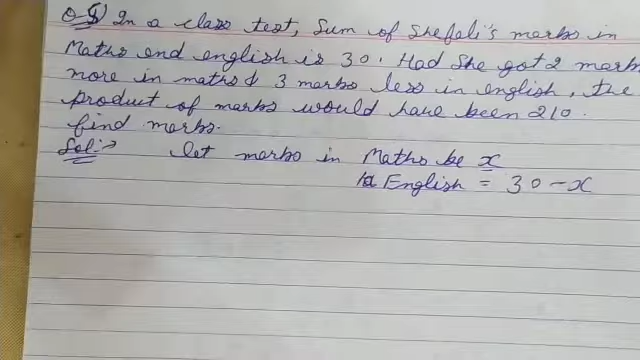 Q 5) In a class test, Sum of Shefali's marks in
Maths and english is 30. Had She got 2 marks
more in maths & 3 marks less in english, the
product of marks would have been 210.
find marks.
Sol:→ let marks in Maths be x
English = 30 - x